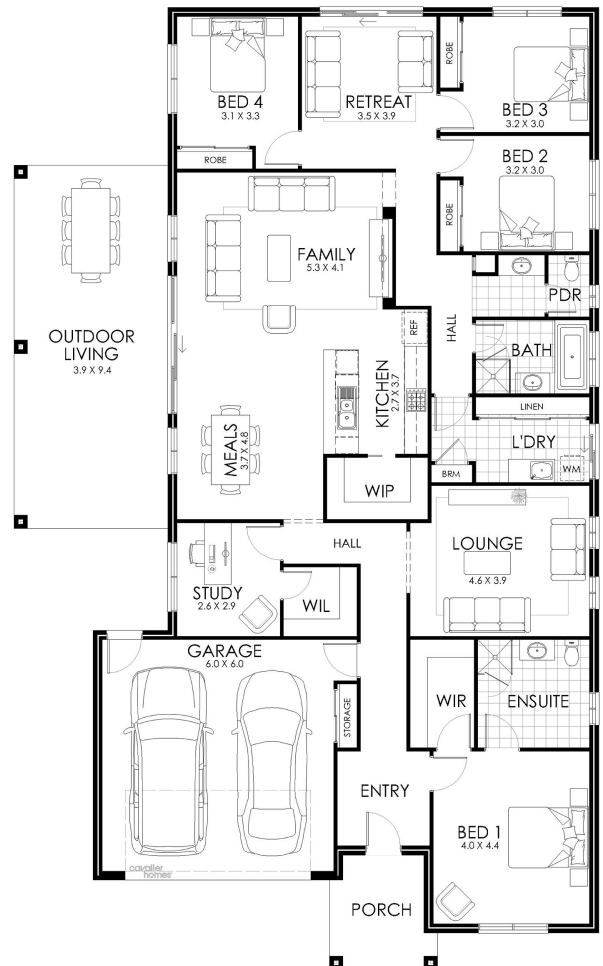 BED 4
3.1 X 3.3
ROBE
RETREAT
3.5 X 3.9
ROBE
BED 3
3.2 X 3.0
BED 2
3.2 X 3.0
ROBE
FAMILY
5.3 X 4.1
PDR
OUTDOOR
LIVING
3.9 X 9.4
HALL
REF
BATH
KITCHEN
2.7 X 3.7
LINEN
MEALS
3.7 X 4.8
L'DRY
WM
BRM
WIP
HALL
LOUNGE
4.6 X 3.9
STUDY
2.6 X 2.9
WIL
GARAGE
6.0 X 6.0
STORAGE
WIR
ENSUITE
ENTRY
BED 1
4.0 X 4.4
cavalier
homes
PORCH